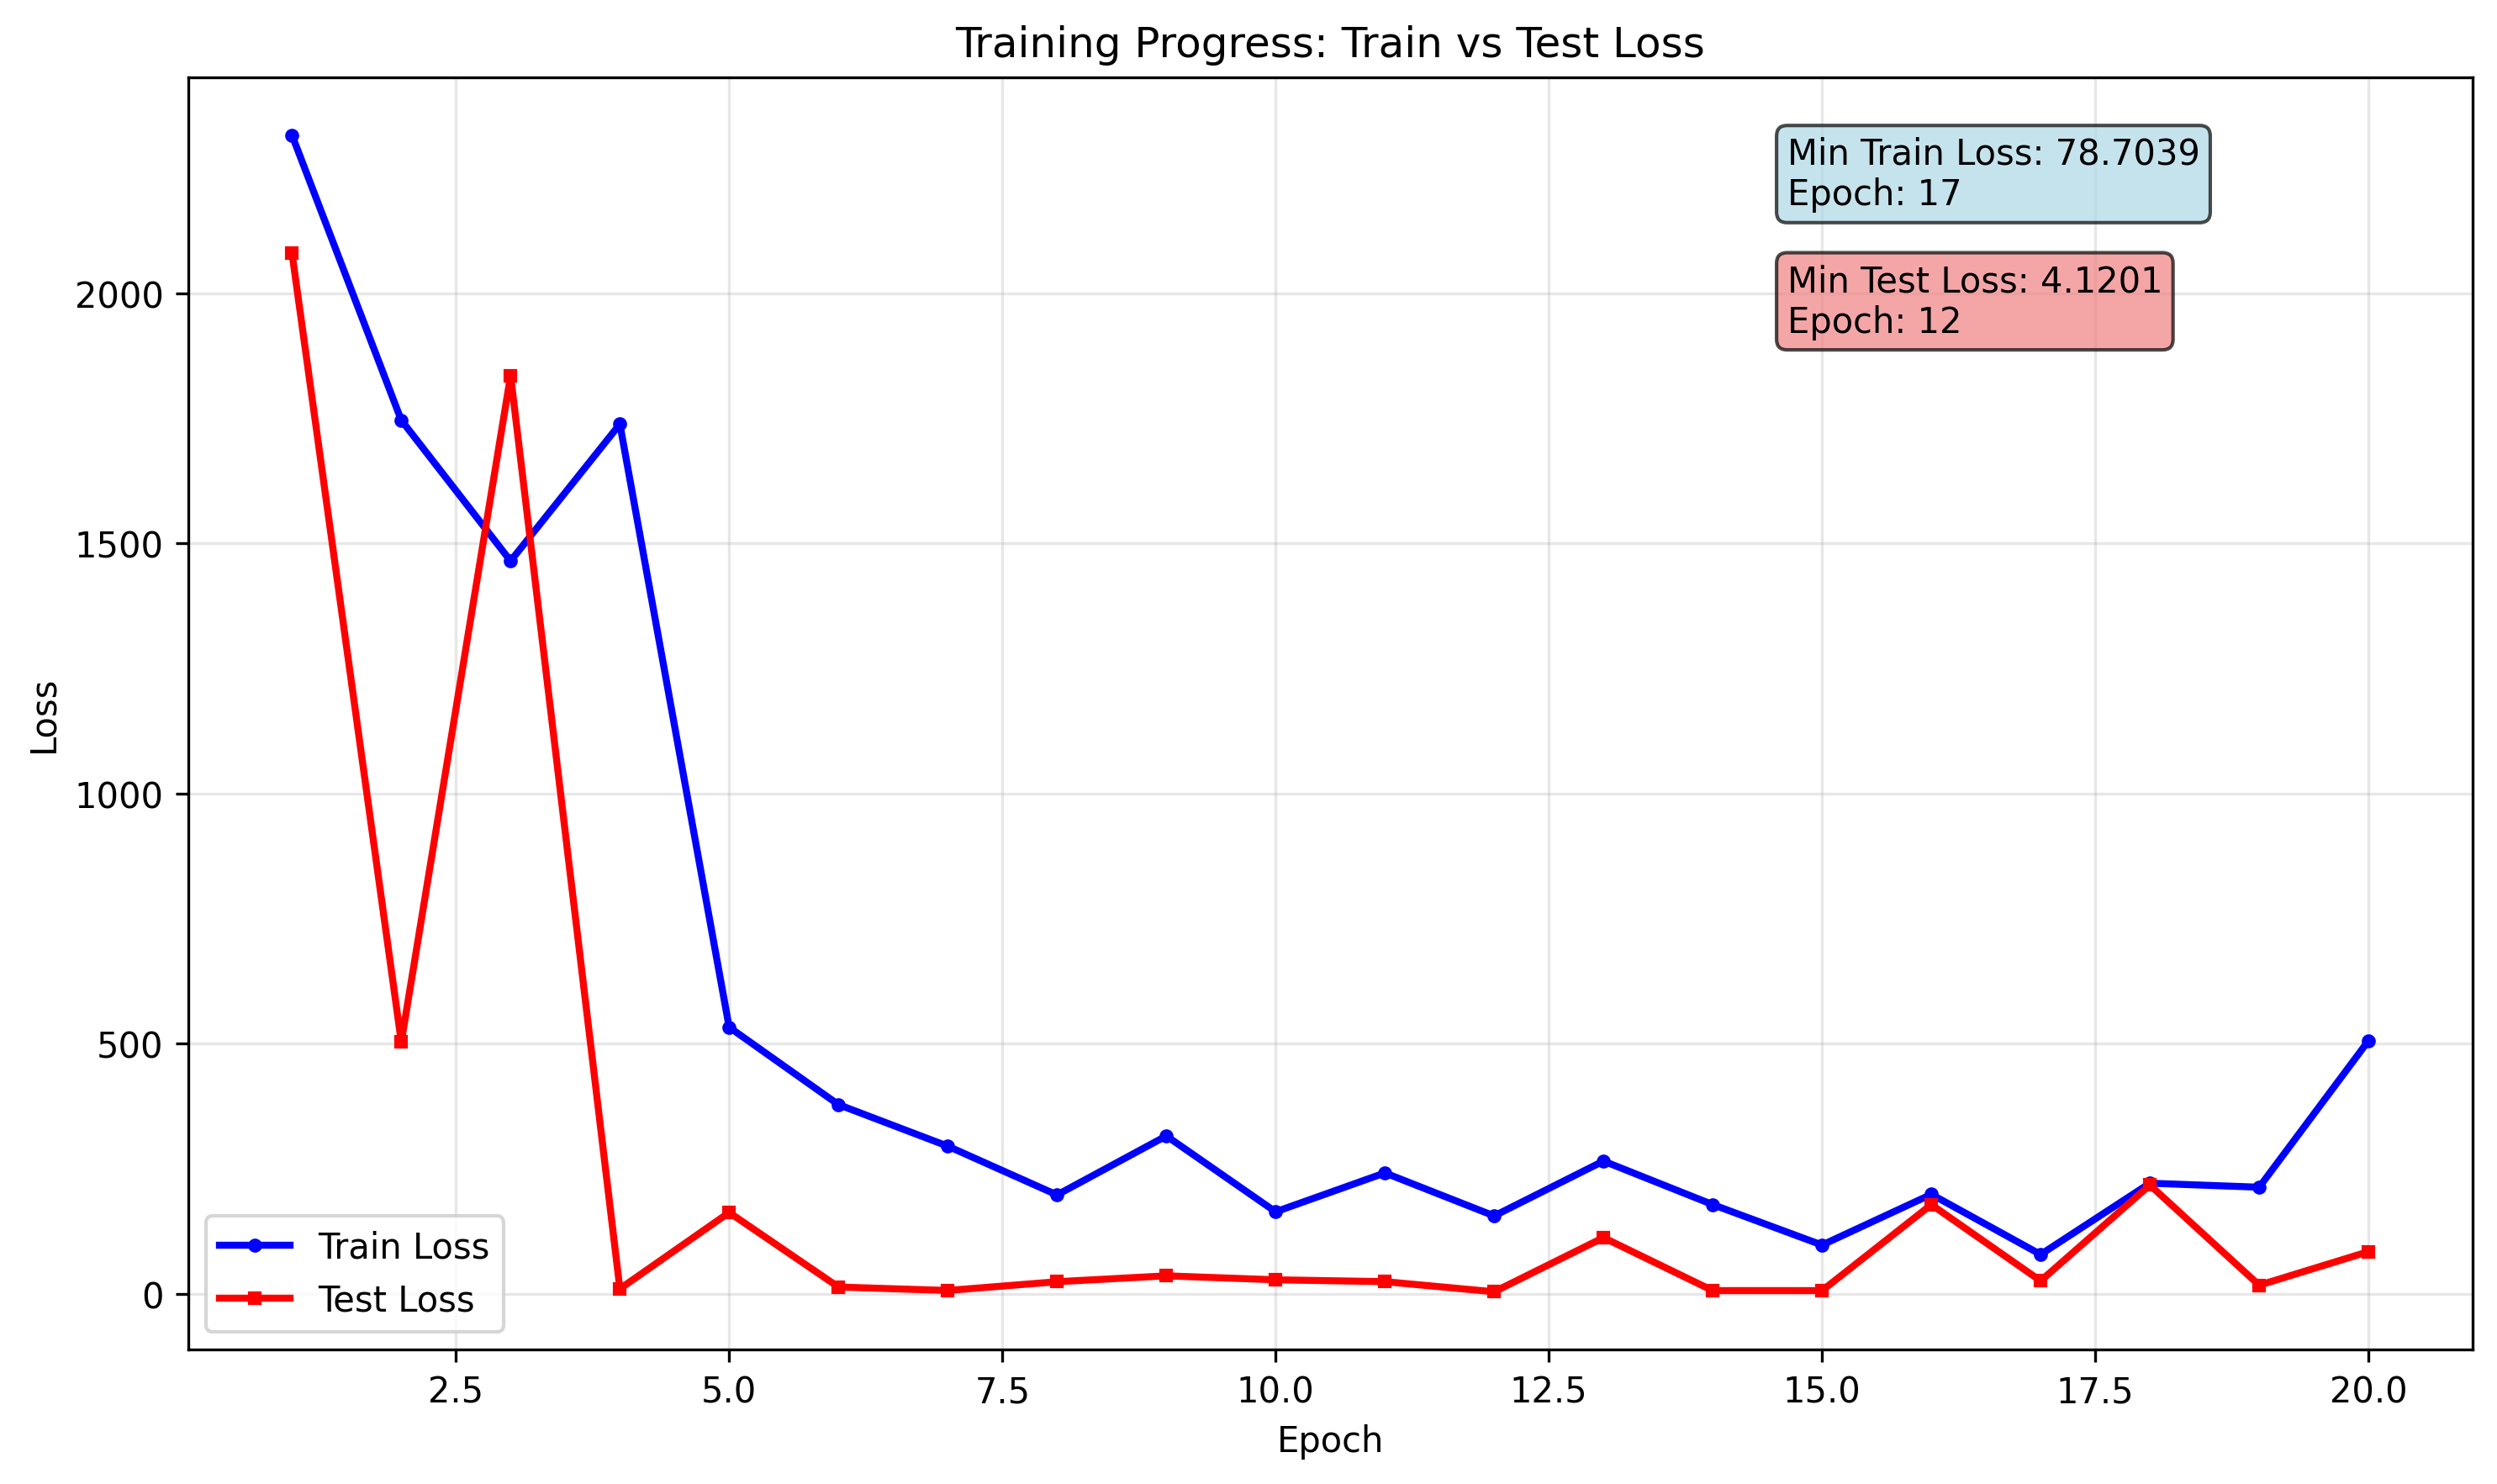 Training Progress: Train vs Test Loss
Min Train Loss: 78.7039
Epoch: 17
Min Test Loss: 4.1201
Epoch: 12
2000
1500
1000
500
0
Loss
Train Loss
Test Loss
2.5 5.0 7.5 10.0 12.5 15.0 17.5 20.0
Epoch